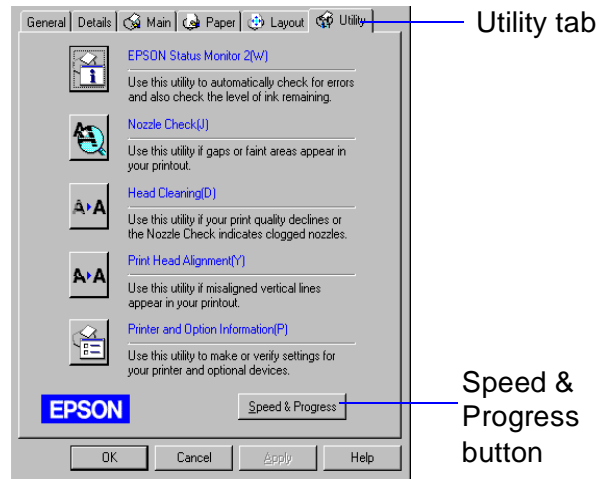 General Details Main Paper Layout Utility
Utility tab
EPSON Status Monitor 2(W)
Use this utility to automatically check for errors
and also check the level of ink remaining.
Nozzle Check(J)
Use this utility if gaps or faint areas appear in
your printout.
Head Cleaning(D)
Use this utility if your print quality declines or
the Nozzle Check indicates clogged nozzles.
Print Head Alignment(Y)
Use this utility if misaligned vertical lines
appear in your printout.
Printer and Option Information(P)
Use this utility to make or verify settings for
your printer and optional devices.
EPSON
Speed & Progress
Speed &
Progress
button
OK Cancel Apply Help